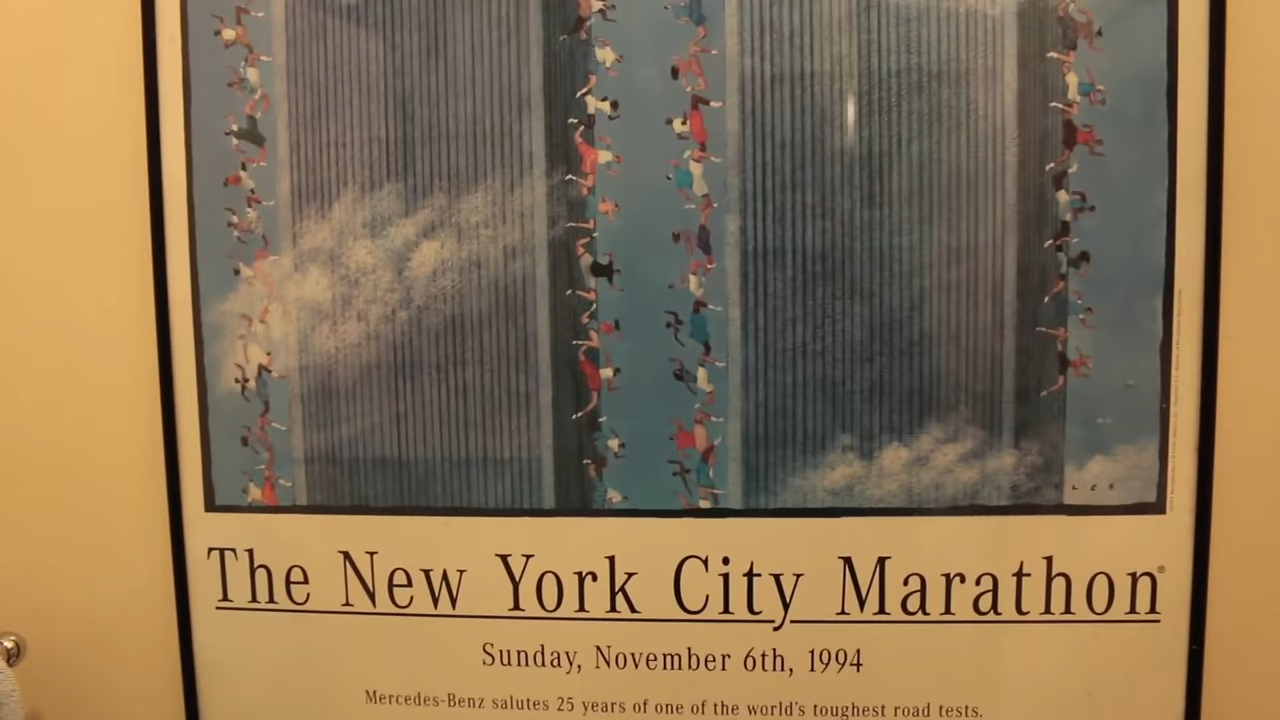 The New York City Marathon®
Sunday, November 6th, 1994
Mercedes-Benz salutes 25 years of one of the world's toughest road tests.